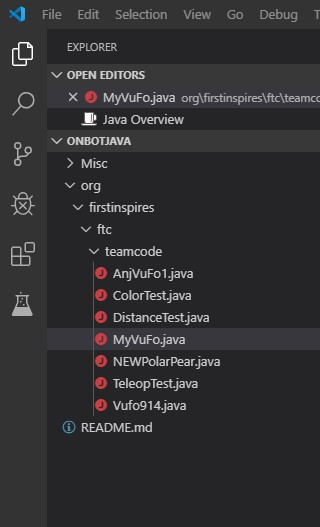 File Edit Selection View Go Debug
EXPLORER
OPEN EDITORS
MyVuFo.java org\firstinspires\ftc\teamco
Java Overview
ONBOTJAVA
Misc
org
firstinspires
ftc
teamcode
AnjVuFo1.java
ColorTest.java
DistanceTest.java
MyVuFo.java
NEWPolarPear.java
TeleopTest.java
Vufo914.java
README.md